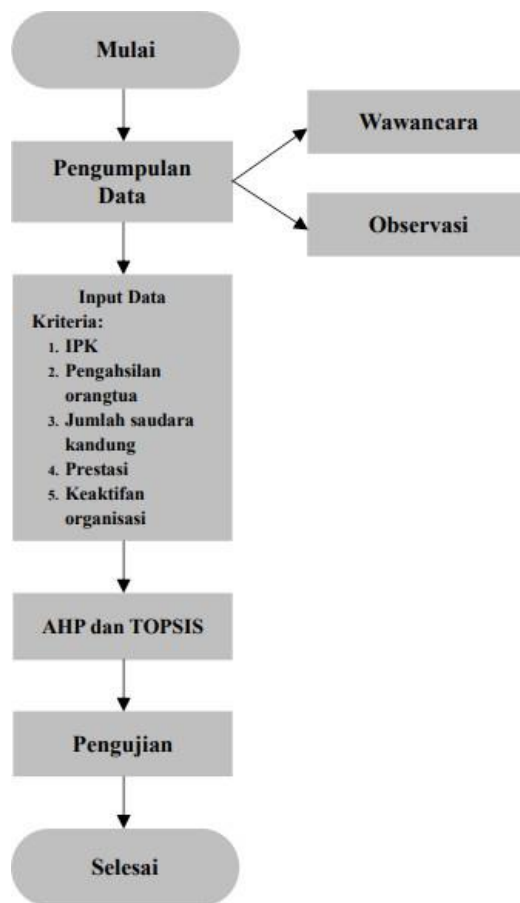 Mulai
Pengumpulan
Data
Wawancara
Observasi
Input Data
Kriteria:
1. IPK
2. Pengahsilan
orangtua
3. Jumlah saudara
kandung
4. Prestasi
5. Keaktifan
organisasi
AHP dan TOPSIS
Pengujian
Selesai